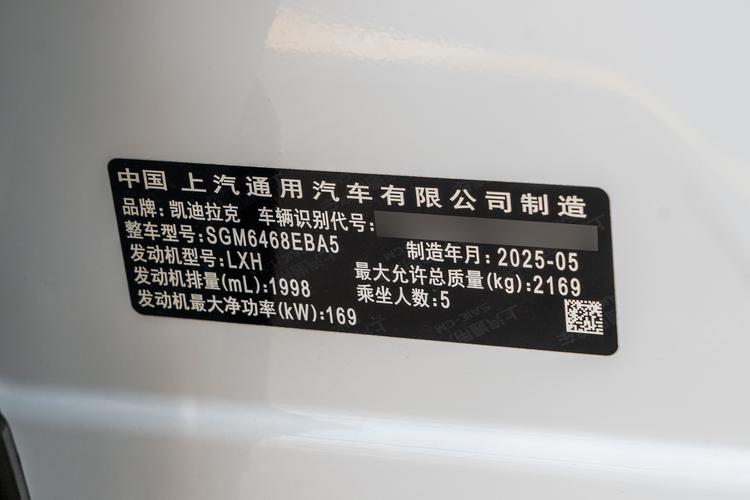 中国 上汽通用汽车有限公司制造
品牌:凯迪拉克 车辆识别代号:
整车型号:SGM6468EBA5 制造年月:2025-05
发动机型号:LXH 最大允许总质量(kg):2169
发动机排量(mL):1998 乘坐人数:5
发动机最大净功率(kW):169